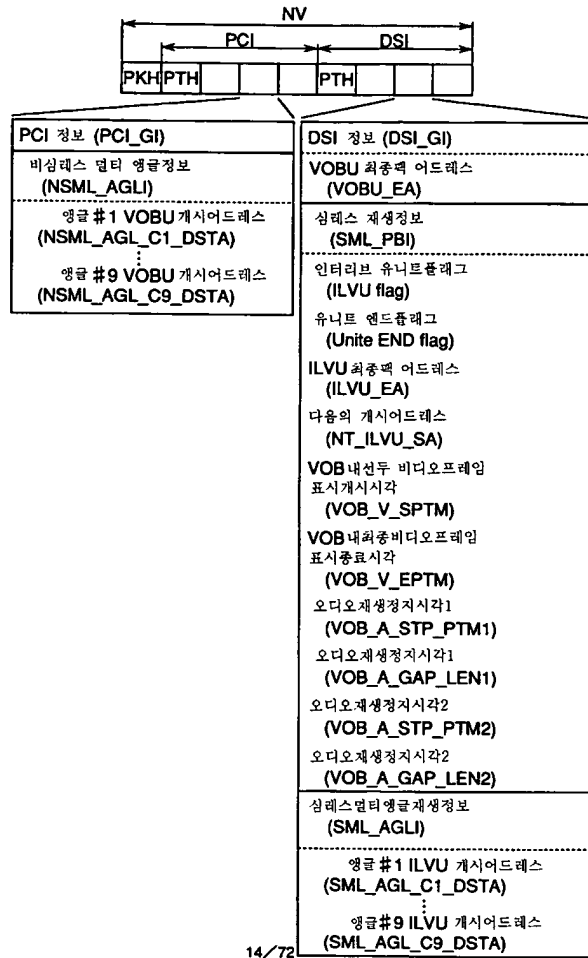 NV
PCI
DSI
PKH PTH PTH
PCI 정보 (PCI_GI)
비심레스 멀티 앵글정보
(NSML_AGLI)
앵글 #1 VOBU 개시어드레스
(NSML_AGL_C1_DSTA)
앵글 #9 VOBU 개시어드레스
(NSML_AGL_C9_DSTA)
DSI 정보 (DSI_GI)
VOBU 최종팩 어드레스
(VOBU_EA)
심레스 재생정보
(SML_PBI)
인터리브 유니트플래그
(ILVU flag)
유니트 엔드플래그
(Unite END flag)
ILVU 최종팩 어드레스
(ILVU_EA)
다음의 개시어드레스
(NT_ILVU_SA)
VOB 내선두 비디오프레임
표시개시시각
(VOB_V_SPTM)
VOB 내최종비디오프레임
표시종료시각
(VOB_V_EPTM)
오디오재생정지시각1
(VOB_A_STP_PTM1)
오디오재생정지시각1
(VOB_A_GAP_LEN1)
오디오재생정지시각2
(VOB_A_STP_PTM2)
오디오재생정지시각2
(VOB_A_GAP_LEN2)
심레스멀티앵글재생정보
(SML_AGLI)
앵글 #1 ILVU 개시어드레스
(SML_AGL_C1_DSTA)
앵글#9 ILVU 개시어드레스
(SML_AGL_C9_DSTA)
14/72